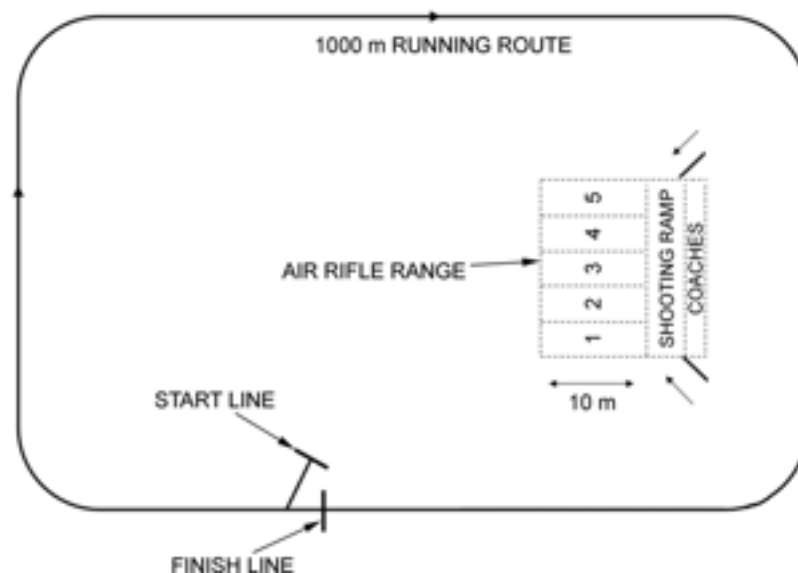 1000 m RUNNING ROUTE
5
4
3
2
1
SHOOTING RAMP
COACHES
AIR RIFLE RANGE
10 m
START LINE
FINISH LINE